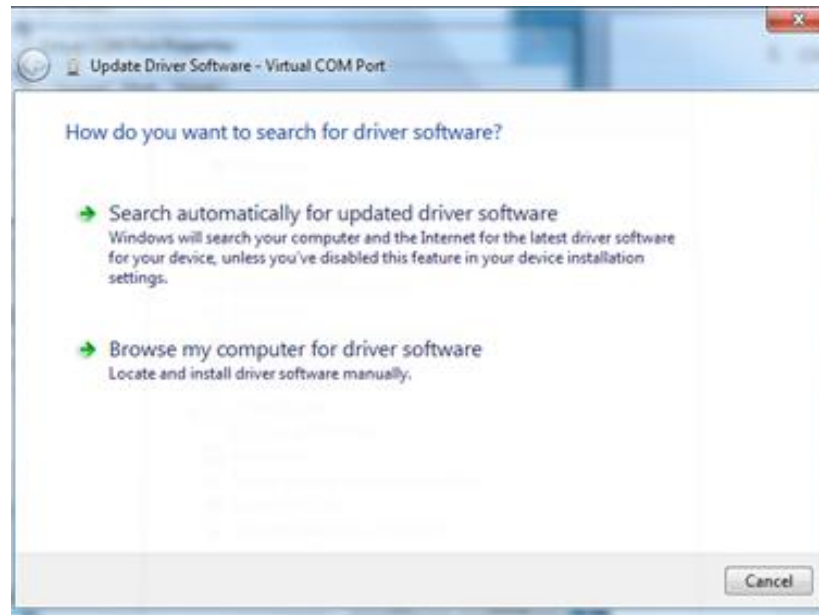 Update Driver Software - Virtual COM Port
How do you want to search for driver software?
Search automatically for updated driver software
Windows will search your computer and the Internet for the latest driver software
for your device, unless you've disabled this feature in your device installation
settings.
Browse my computer for driver software
Locate and install driver software manually.
Cancel